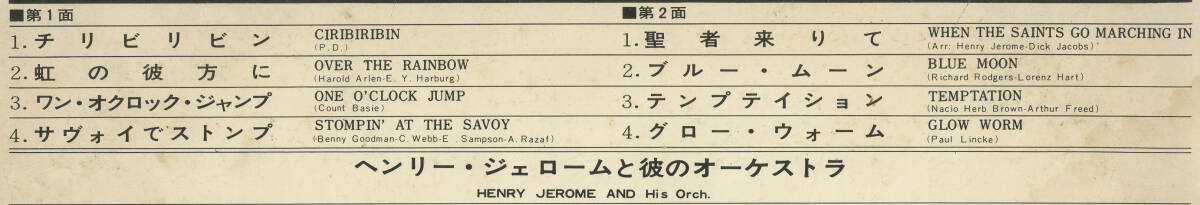 ■第1面
1. チリビリビン CIRIBIRIBIN
(P.D.)
2. 虹の彼方に OVER THE RAINBOW
(Harold Arlen-E. Y. Harburg)
3. ワン・オクロック・ジャンプ ONE O'CLOCK JUMP
(Count Basie)
4. サヴォイでストンプ STOMPIN' AT THE SAVOY
(Benny Goodman-C. Webb-E. Sampson-A. Razaf)
■第2面
1. 聖者来りて WHEN THE SAINTS GO MARCHING IN
(Arr: Henry Jerome-Dick Jacobs)
2. ブルー・ムーン BLUE MOON
(Richard Rodgers-Lorenz Hart)
3. テンプテイション TEMPTATION
(Nacio Herb Brown-Arthur Freed)
4. グロー・ウォーム GLOW WORM
(Paul Lincke)
ヘンリー・ジェロームと彼のオーケストラ
HENRY JEROME AND His Orch.